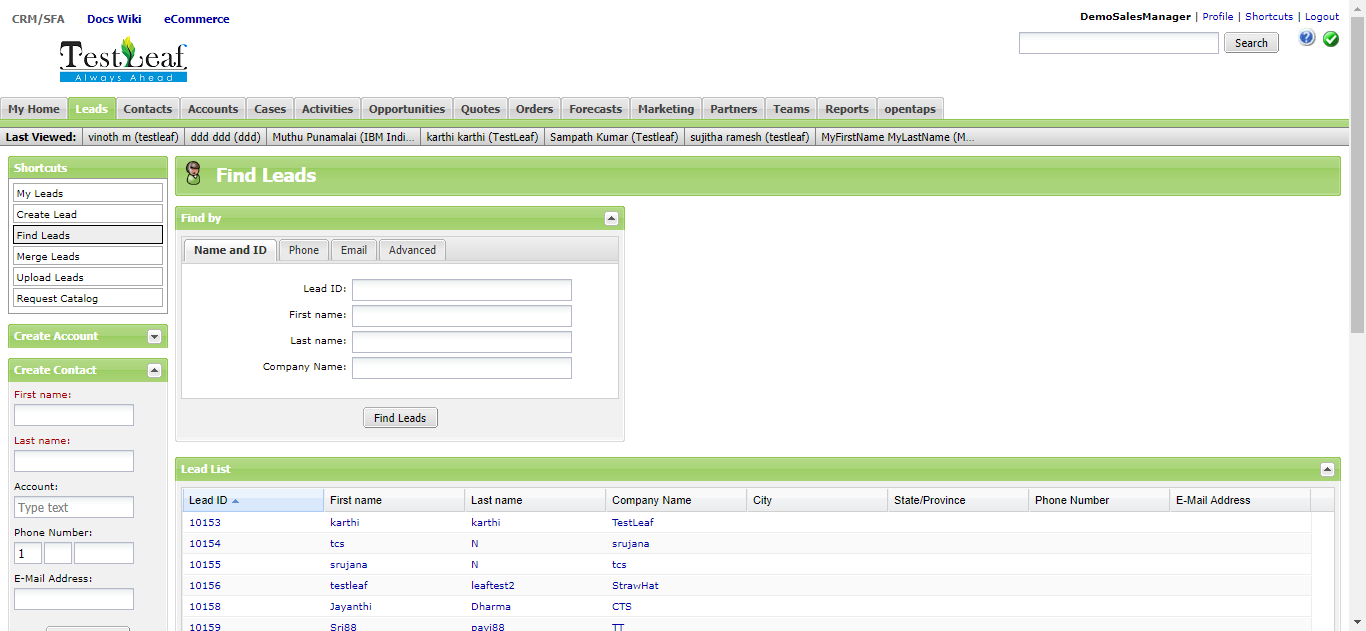 CRM/SFA Docs Wiki eCommerce
DemoSalesManager | Profile | Shortcuts | Logout
TestLeaf
Always Ahead
Search
My Home Leads Contacts Accounts Cases Activities Opportunities Quotes Orders Forecasts Marketing Partners Teams Reports opentaps
Last Viewed: vinoth m (testleaf) ddd ddd (ddd) Muthu Punamalai (IBM Indi... karthi karthi (TestLeaf) Sampath Kumar (Testleaf) sujitha ramesh (testleaf) MyFirstName MyLastName (M...
Shortcuts
My Leads
Create Lead
Find Leads
Merge Leads
Upload Leads
Request Catalog
Create Account
Create Contact
First name:
Last name:
Account:
Type text
Phone Number:
1
E-Mail Address:
Find Leads
Find by
Name and ID Phone Email Advanced
Lead ID:
First name:
Last name:
Company Name:
Find Leads
Lead List
Lead ID First name Last name Company Name City State/Province Phone Number E-Mail Address
10153 karthi karthi TestLeaf
10154 tcs N srujana
10155 srujana N tcs
10156 testleaf leaftest2 StrawHat
10158 Jayanthi Dharma CTS
10159 Sri88 pavi88 TT